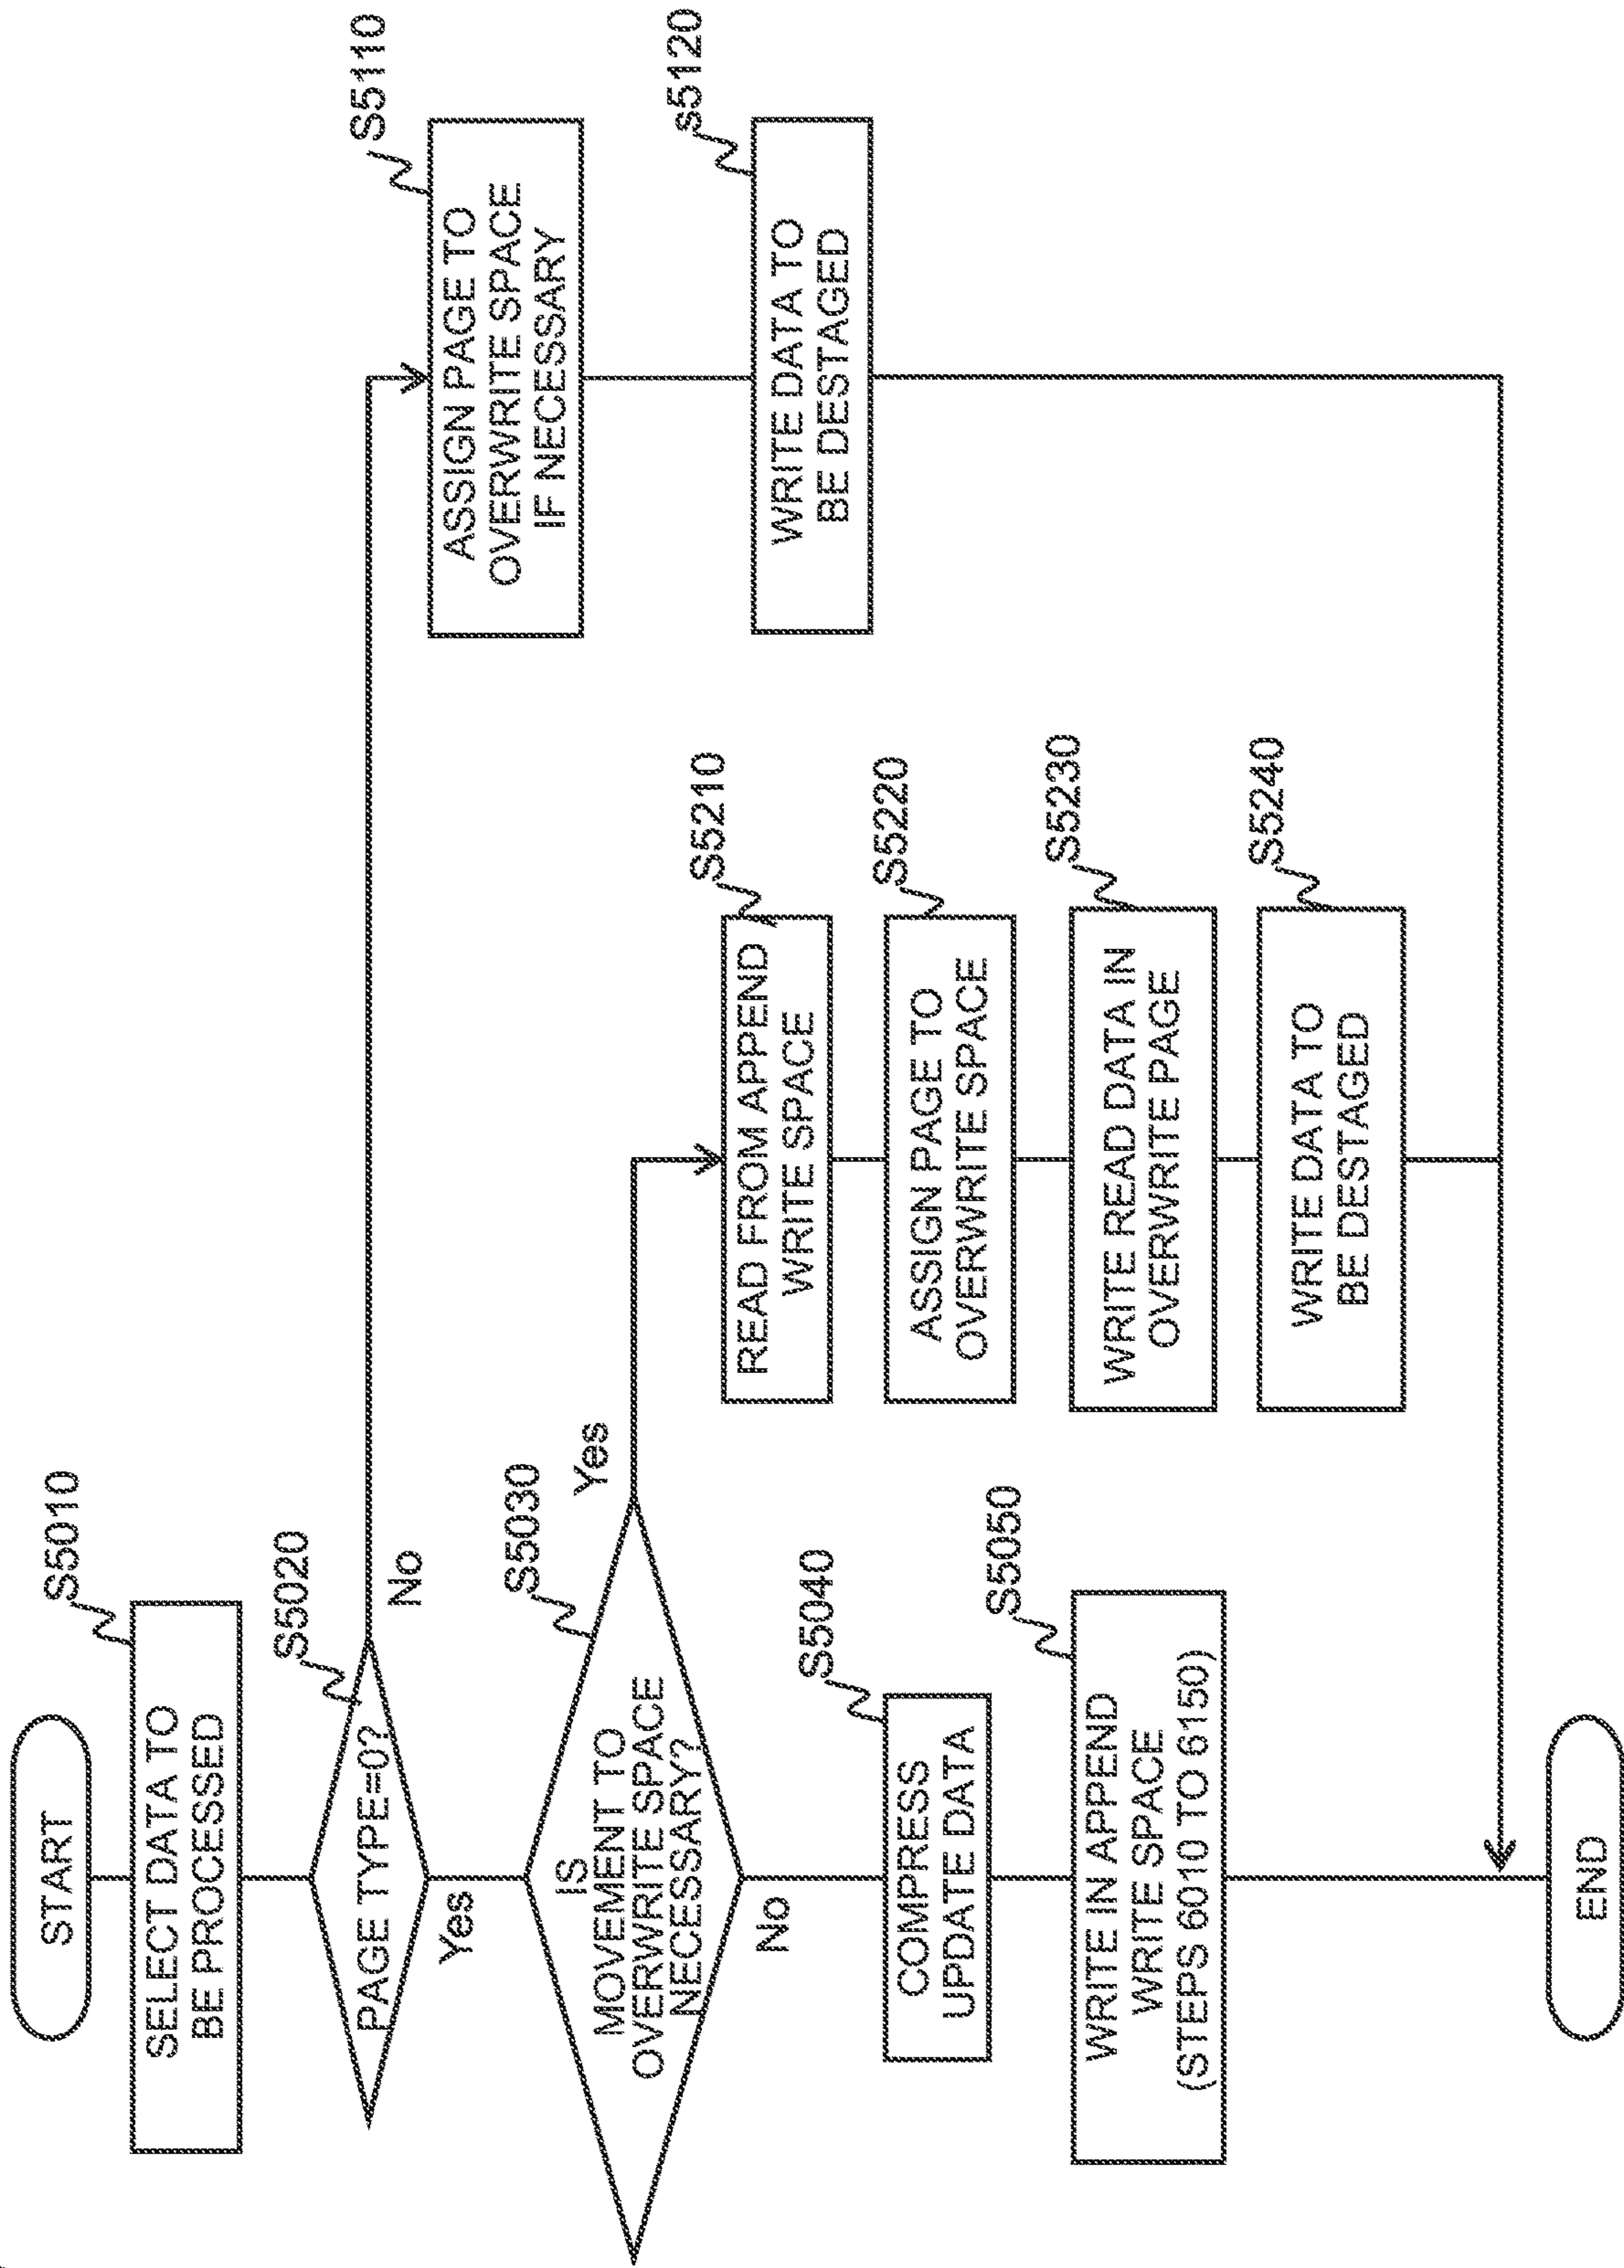 START
S5010
SELECT DATA TO
BE PROCESSED
S5020
PAGE TYPE=0?
No
Yes
S5110
ASSIGN PAGE TO
OVERWRITE SPACE
IF NECESSARY
s5120
WRITE DATA TO
BE DESTAGED
S5030
IS
MOVEMENT TO
OVERWRITE SPACE
NECESSARY?
Yes
No
S5210
READ FROM APPEND
WRITE SPACE
S5220
ASSIGN PAGE TO
OVERWRITE SPACE
S5230
WRITE READ DATA IN
OVERWRITE PAGE
S5240
WRITE DATA TO
BE DESTAGED
S5040
COMPRESS
UPDATE DATA
S5050
WRITE IN APPEND
WRITE SPACE
(STEPS 6010 TO 6150)
END